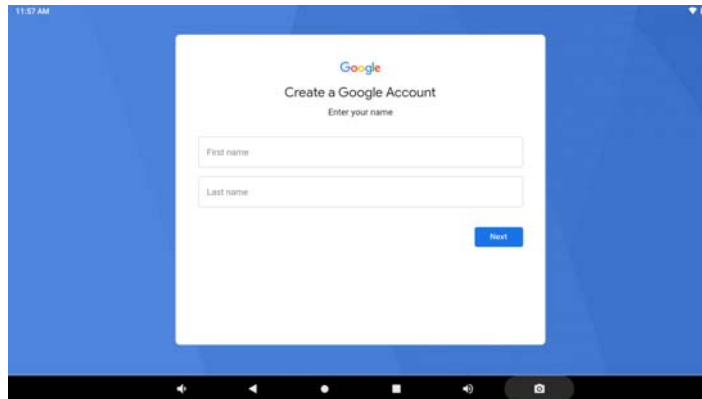 11:57 AM
Google
Create a Google Account
Enter your name
First name
Last name
Next